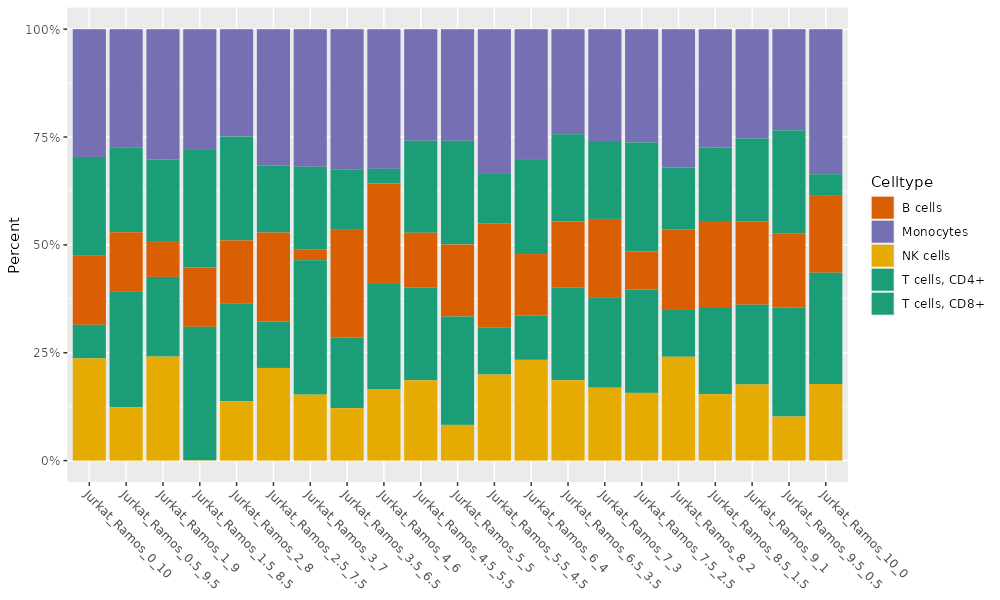 100%
75%
50%
25%
0%
Percent
Jurkat_Ramos_0_10
Jurkat_Ramos_0.5_9.5
Jurkat_Ramos_1_9
Jurkat_Ramos_1.5_8.5
Jurkat_Ramos_2_8
Jurkat_Ramos_2.5_7.5
Jurkat_Ramos_3_7
Jurkat_Ramos_3.5_6.5
Jurkat_Ramos_4_6
Jurkat_Ramos_4.5_5.5
Jurkat_Ramos_5_5
Jurkat_Ramos_5.5_4.5
Jurkat_Ramos_6_4
Jurkat_Ramos_6.5_3.5
Jurkat_Ramos_7_3
Jurkat_Ramos_7.5_2.5
Jurkat_Ramos_8_2
Jurkat_Ramos_8.5_1.5
Jurkat_Ramos_9_1
Jurkat_Ramos_9.5_0.5
Jurkat_Ramos_10_0
Celltype
B cells
Monocytes
NK cells
T cells, CD4+
T cells, CD8+